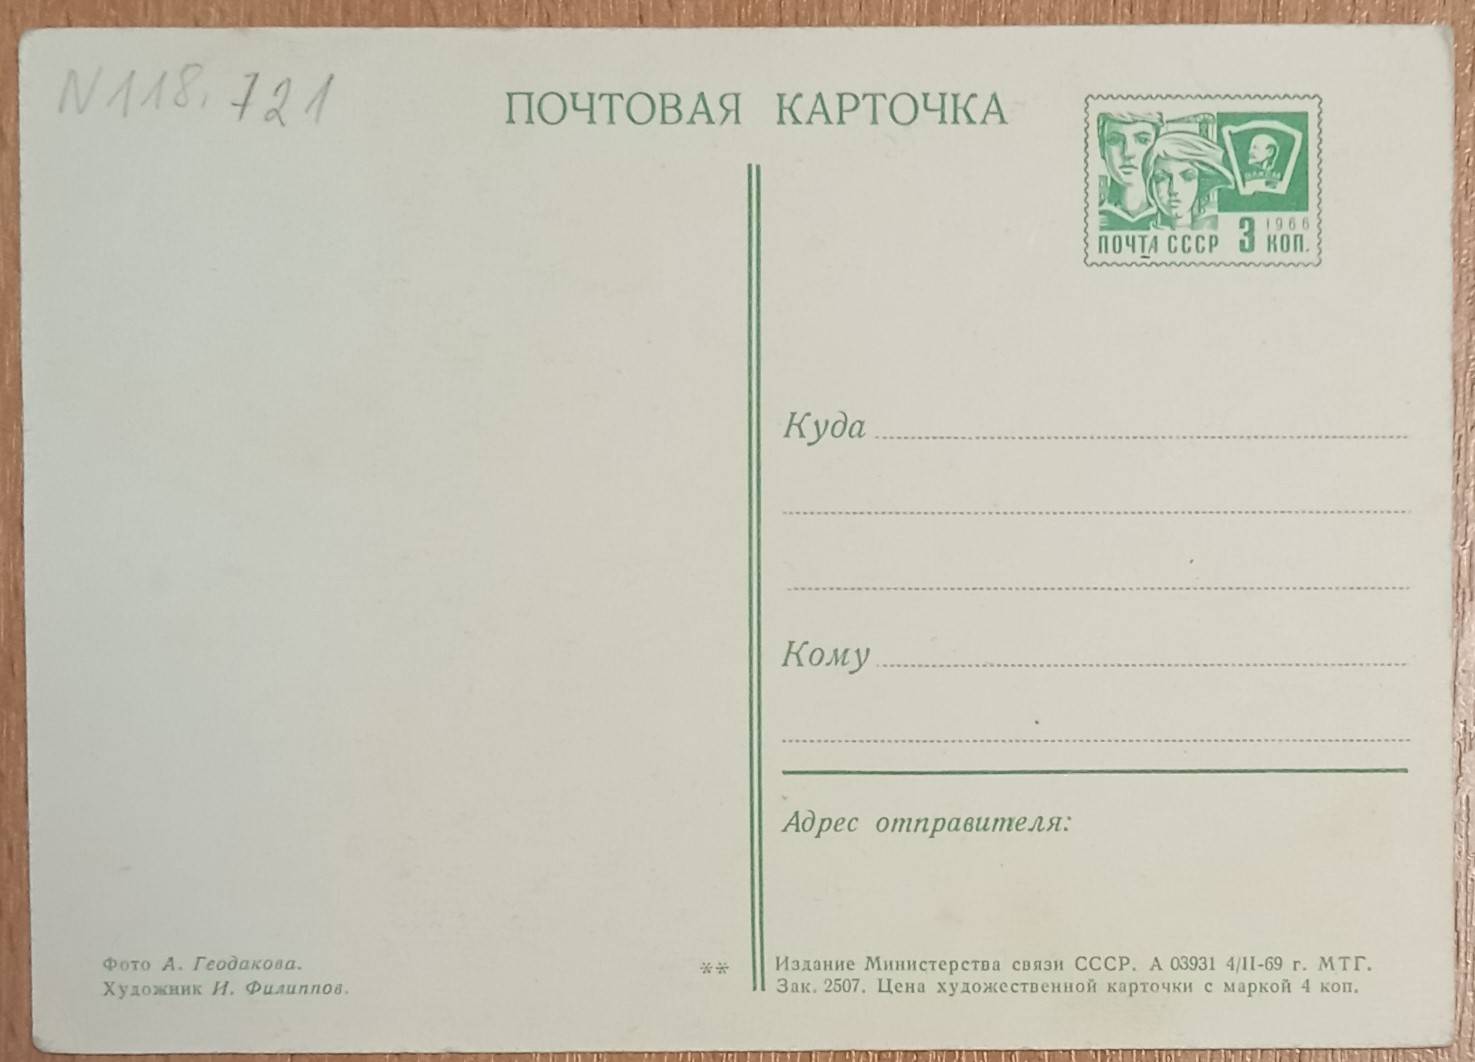 N118. 721
ПОЧТОВАЯ КАРТОЧКА
ВЛКСМ
1966
ПОЧТА СССР 3 КОП.
Куда
Кому
Адрес отправителя:
Фото А. Геодакова.
Художник И. Филиппов.
**
Издание Министерства связи СССР. А 03931 4/II-69 г. МТГ.
Зак. 2507. Цена художественной карточки с маркой 4 коп.